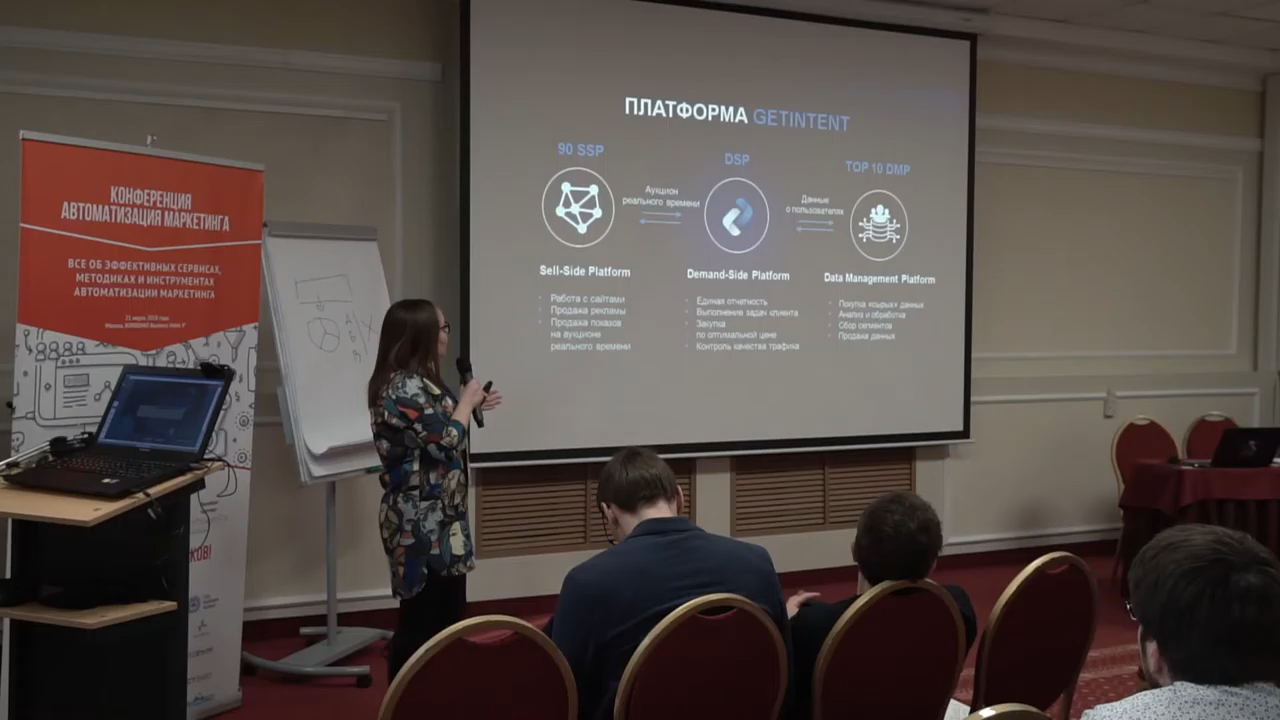 ПЛАТФОРМА GETINTENT
90 SSP
DSP
TOP 10 DMP
Аукцион
реального времени
Данные
о пользователях
Sell-Side Platform
Demand-Side Platform
Data Management Platform
Работа с сайтами
Продажа рекламы
Продажа показов
на аукционе
реального времени
Единая отчетность
Выполнение задач клиента
Закупка
по оптимальной цене
Контроль качества трафика
Покупка «сырых» данных
Анализ и обработка
Сбор сегментов
Продажа данных
КОНФЕРЕНЦИЯ
АВТОМАТИЗАЦИЯ МАРКЕТИНГА
ВСЕ ОБ ЭФФЕКТИВНЫХ СЕРВИСАХ,
МЕТОДИКАХ И ИНСТРУМЕНТАХ
АВТОМАТИЗАЦИИ МАРКЕТИНГА